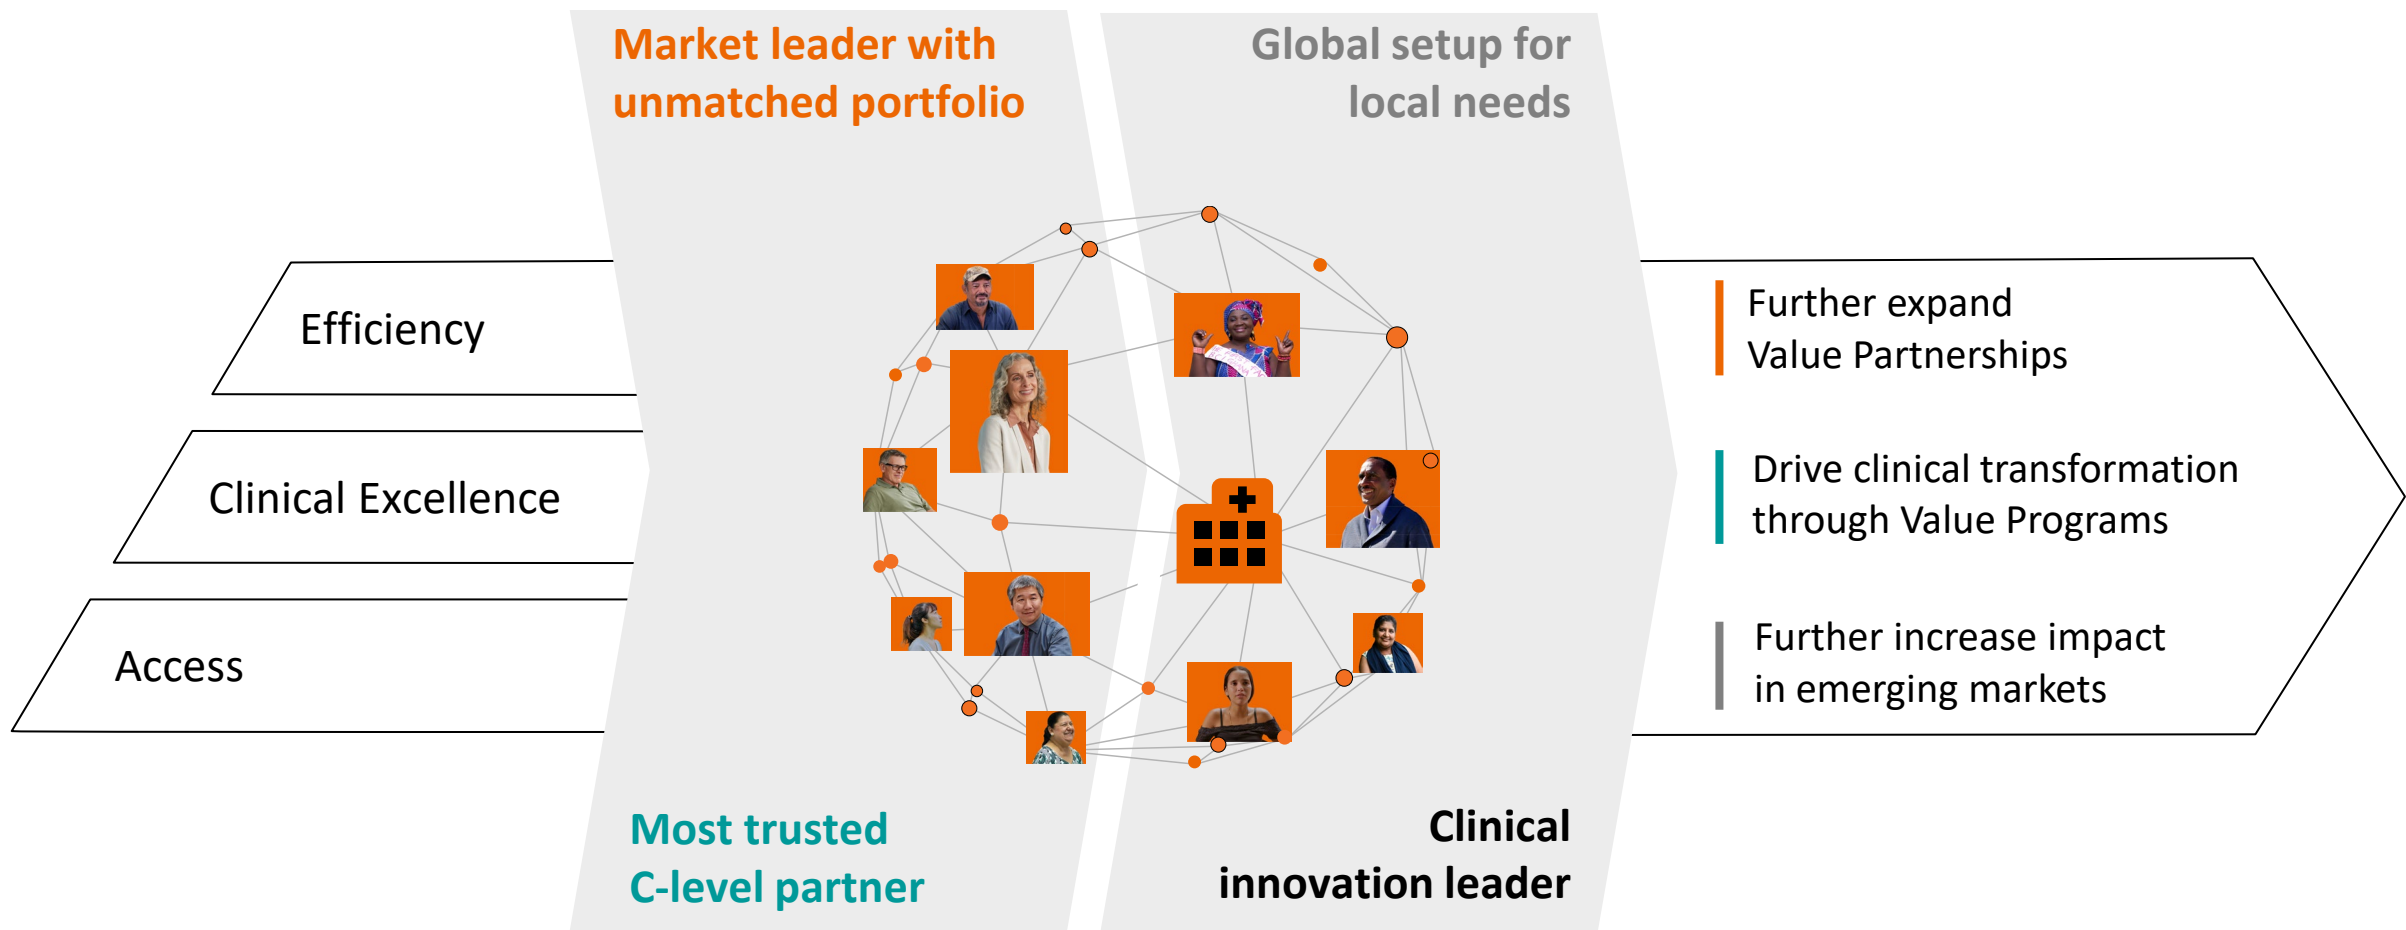 Market leader with
unmatched portfolio
Global setup for
local needs
Efficiency
Clinical Excellence
Access
Further expand
Value Partnerships
Drive clinical transformation
through Value Programs
Further increase impact
in emerging markets
Most trusted
C-level partner
Clinical
innovation leader